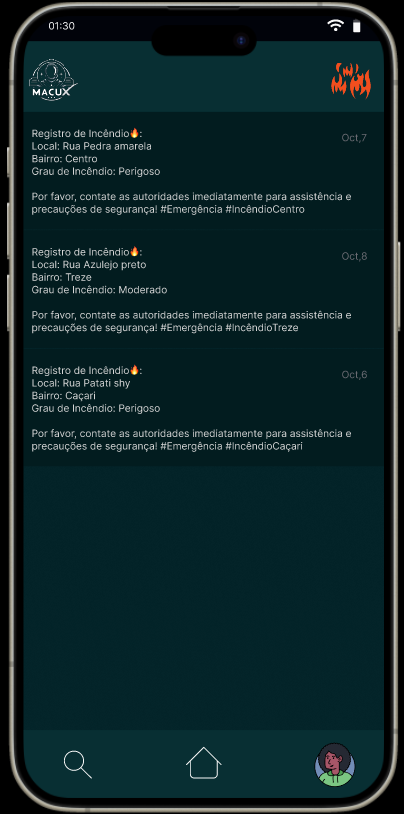 01:30
MACUX
Registro de Incêndio🔥:
Oct,7
Local: Rua Pedra amarela
Bairro: Centro
Grau de Incêndio: Perigoso
Por favor, contate as autoridades imediatamente para assistência e
precauções de segurança! #Emergência #IncêndioCentro
Registro de Incêndio🔥:
Oct,8
Local: Rua Azulejo preto
Bairro: Treze
Grau de Incêndio: Moderado
Por favor, contate as autoridades imediatamente para assistência e
precauções de segurança! #Emergência #IncêndioTreze
Registro de Incêndio🔥:
Oct,6
Local: Rua Patati shy
Bairro: Caçari
Grau de Incêndio: Perigoso
Por favor, contate as autoridades imediatamente para assistência e
precauções de segurança! #Emergência #IncêndioCaçari